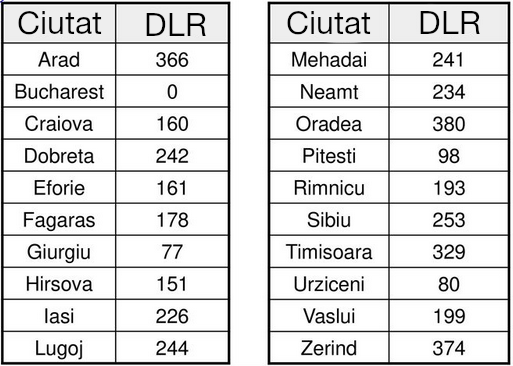 Ciutat DLR
Arad 366
Bucharest 0
Craiova 160
Dobreta 242
Eforie 161
Fagaras 178
Giurgiu 77
Hirsova 151
Iasi 226
Lugoj 244
Ciutat DLR
Mehadai 241
Neamt 234
Oradea 380
Pitesti 98
Rimnicu 193
Sibiu 253
Timisoara 329
Urziceni 80
Vaslui 199
Zerind 374